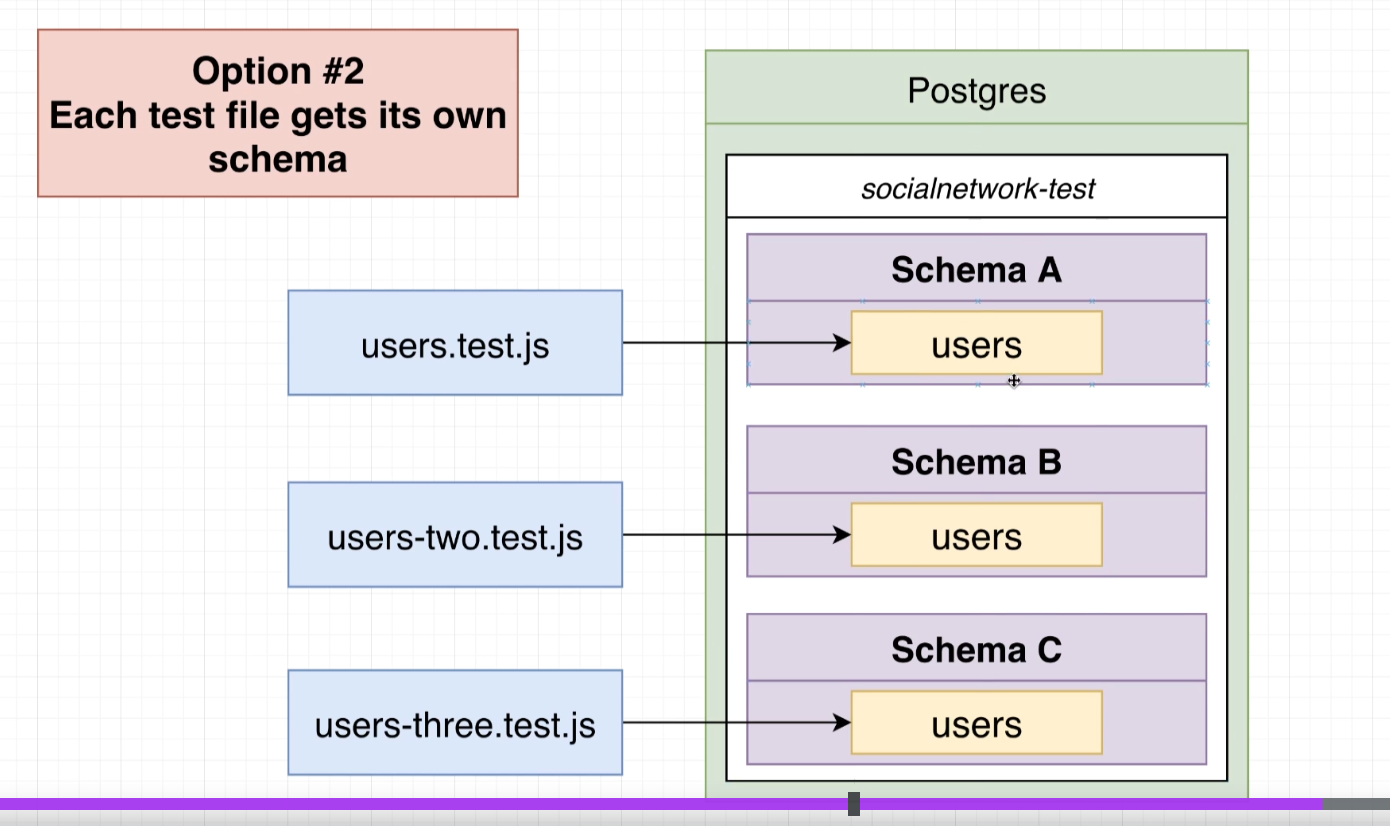 Option #2
Each test file gets its own
schema
Postgres
socialnetwork-test
Schema A
users.test.js
users
Schema B
users-two.test.js
users
Schema C
users-three.test.js
users